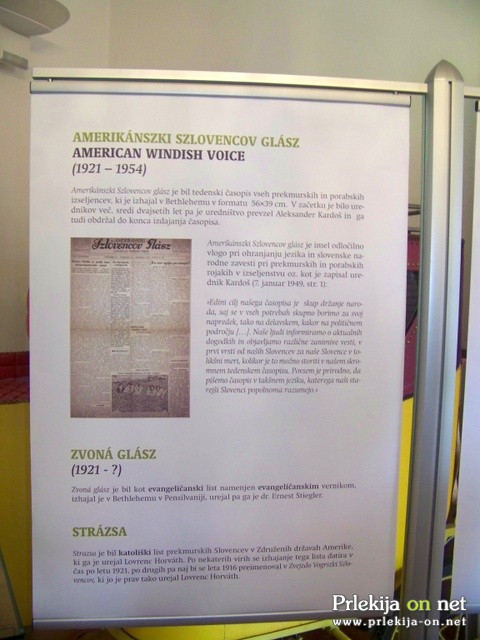 AMERIKÁNSZKI SZLOVENCOV GLÁSZ
AMERICAN WINDISH VOICE
(1921 – 1954)
Amerikánszki Szlovencov glász je bil tedenski časopis vseh prekmurskih in porabskih
izseljencev, ki je izhajal v Bethlehemu v formatu 56×39 cm. V začetku je bilo ure-
dnikov več, sredi dvajsetih let pa je uredništvo prevzel Aleksander Kardoš in ga
tudi obdržal do konca izdajanja časopisa.
Szlovencov Glász
Amerikánszki Szlovencov glász je imel odločilno
vlogo pri ohranjanju jezika in slovenske na-
rodne zavesti pri prekmurskih in porabskih
rojakih v izseljenstvu oz. kot je zapisal ure-
dnik Kardoš (7. januar 1949, str. 1):
»Edini cilj našega časopisa je skup držanje naro-
da, saj se v vseh potrebah skupno borimo za svoj
napredek, tako na delavskem, kakor na političnem
področju [...]. Naše ljudi informiramo o aktualnih
dogodkih in objavljamo različne zanimive vesti, v
prvi vrsti od naših Slovencev za naše Slovence v to-
likšni meri, kolikor je to možno storiti v našem skro-
mnem tedenskem časopisu. Povsem je prirodno, da
pišemo časopis v takšnem jeziku, katerega naši sta-
rejši Slovenci popolnoma razumejo.«
ZVONÁ GLÁSZ
(1921 - ?)
Zvoná glász je bil kot evangeličanski list namenjen evangeličanskim vernikom,
izhajal je v Bethlehemu v Pensilvaniji, urejal pa ga je dr. Ernest Stiegler.
STRÁZSA
Strazsa je bil katoliški list prekmurskih Slovencev v Združenih državah Amerike,
ki ga je urejal Lovrenc Horváth. Po nekaterih virih se izhajanje tega lista datira v
čas po letu 1921, po drugih pa naj bi se leta 1916 preimenoval v Zvejzdo Vogrszki Szlo-
vencov, ki jo je prav tako urejal Lovrenc Horváth.
Prlekija on net
www.prlekija-on.net